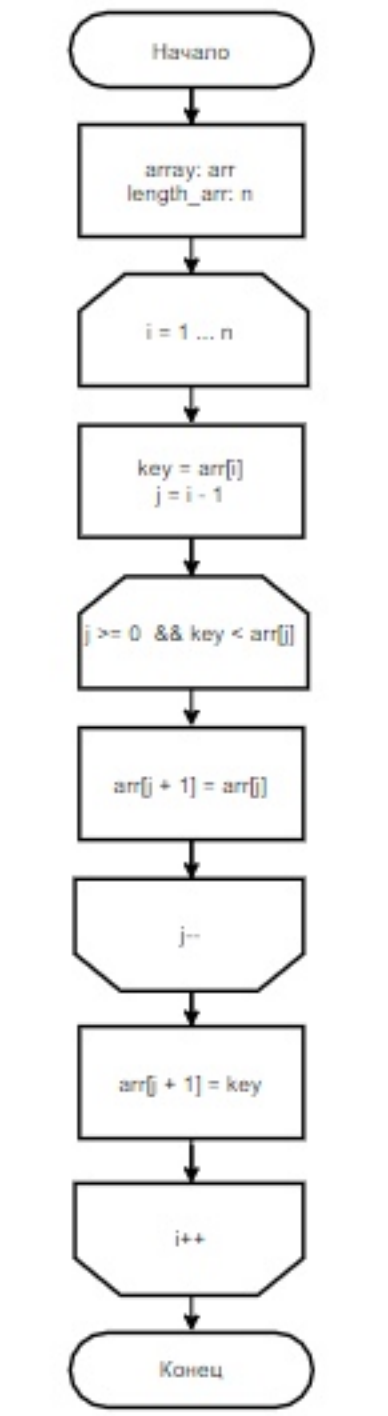 Начало
array: arr
length_arr: n
i = 1 ... n
key = arr[i]
j = i - 1
j >= 0 && key < arr[j]
arr[j + 1] = arr[j]
j--
arr[j + 1] = key
i++
Конец